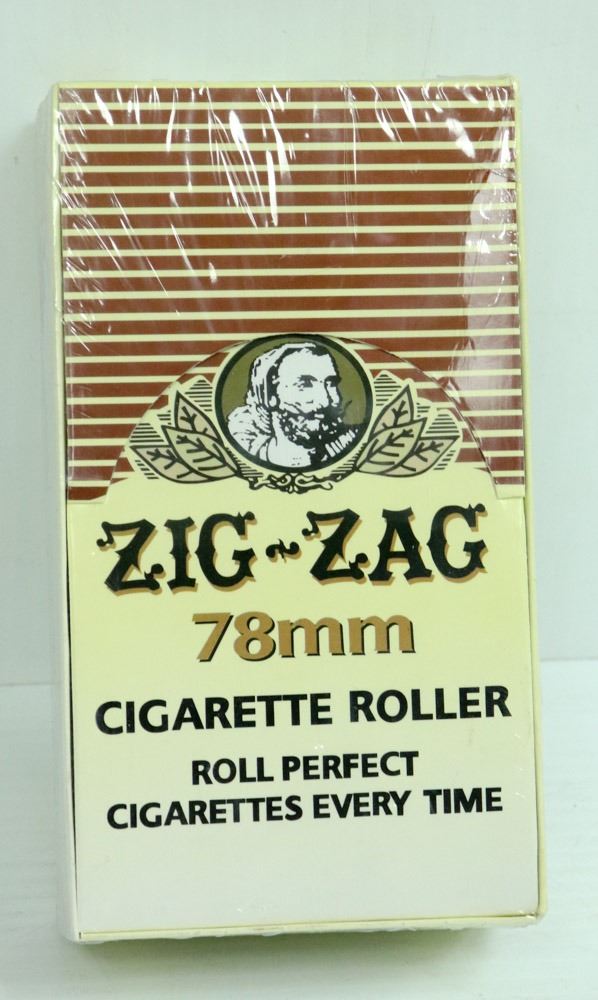 ZIG-ZAG
78mm
CIGARETTE ROLLER
ROLL PERFECT
CIGARETTES EVERY TIME